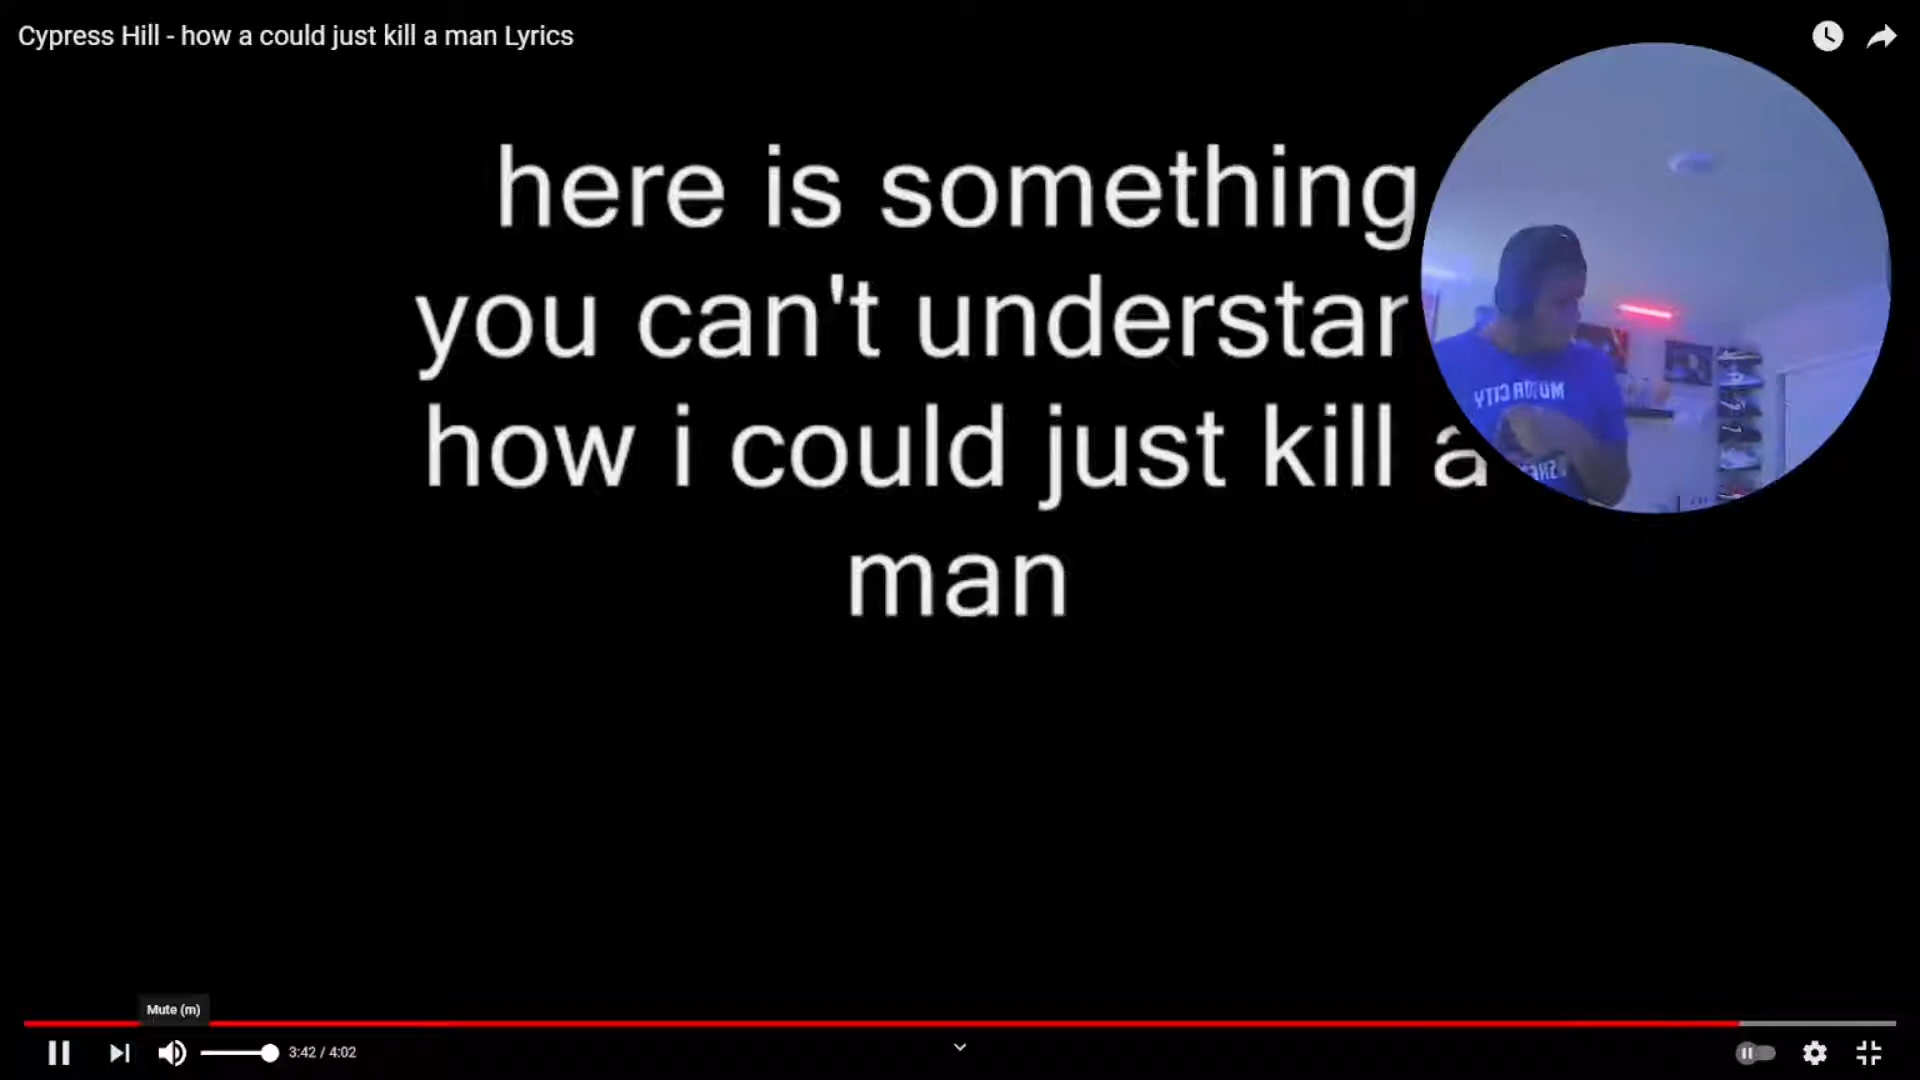 Cypress Hill - how a could just kill a man Lyrics
here is something
you can't understar
how i could just kill a
man
CITY
Mute (m)
3:42 / 4:02